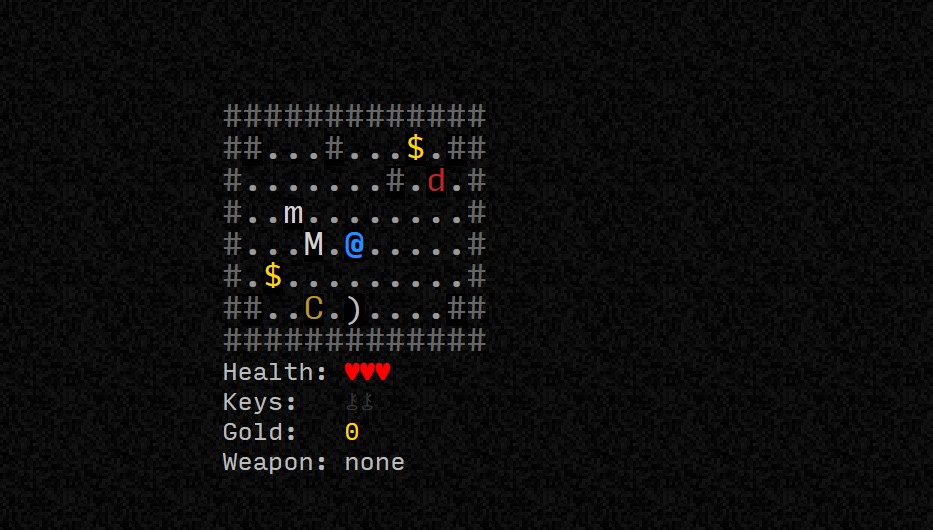 #############
##...#...$.##
#.......#.d.#
#..m........#
#...M.@.....#
#.$.........#
##..C.)....##
#############
Health: ♥♥♥
Keys: ⚷⚷
Gold: 0
Weapon: none